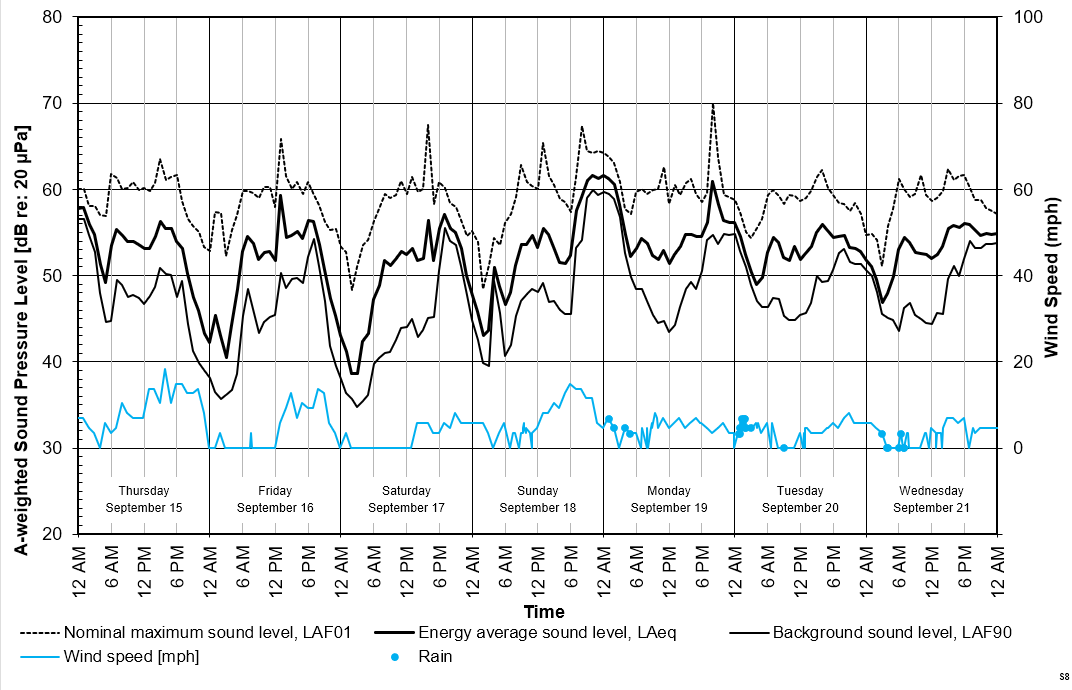 80
70
60
50
40
30
20
A-weighted Sound Pressure Level [dB re: 20 µPa]
100
80
60
40
20
0
Wind Speed (mph)
Thursday
September 15
Friday
September 16
Saturday
September 17
Sunday
September 18
Monday
September 19
Tuesday
September 20
Wednesday
September 21
12 AM
6 AM
12 PM
6 PM
12 AM
6 AM
12 PM
6 PM
12 AM
6 AM
12 PM
6 PM
12 AM
6 AM
12 PM
6 PM
12 AM
6 AM
12 PM
6 PM
12 AM
6 AM
12 PM
6 PM
12 AM
6 AM
12 PM
6 PM
12 AM
Time
Nominal maximum sound level, LAF01 Energy average sound level, LAeq Background sound level, LAF90
Wind speed [mph] Rain
S8